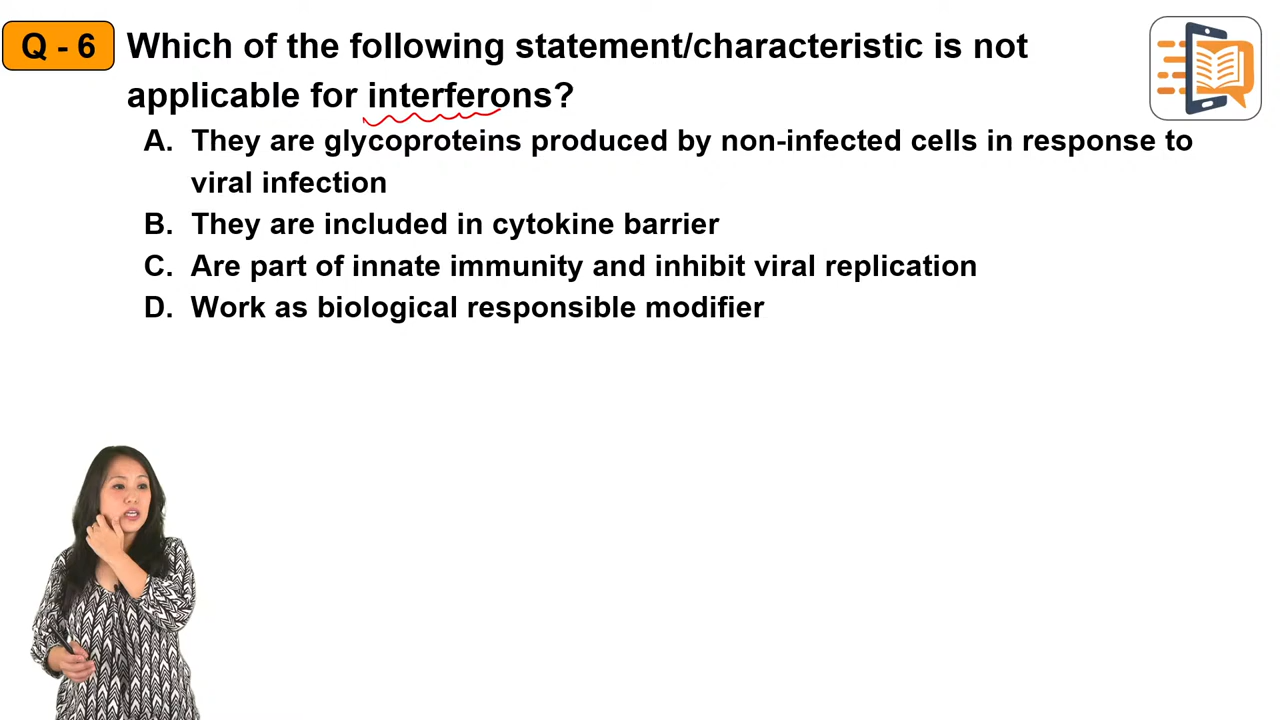 Q - 6
Which of the following statement/characteristic is not
applicable for interferons?
A. They are glycoproteins produced by non-infected cells in response to
viral infection
B. They are included in cytokine barrier
C. Are part of innate immunity and inhibit viral replication
D. Work as biological responsible modifier